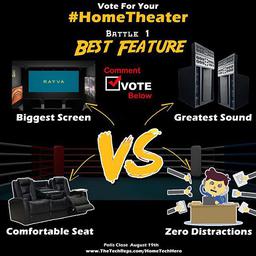 Vote For Your
#HomeTheater
Battle 1
Best Feature
Comment
VOTE
Below
RAYVA
Biggest Screen
Greatest Sound
VS
Comfortable Seat
Zero Distractions
Polls Close August 19th
www.TheTechReps.com/HomeTechHero